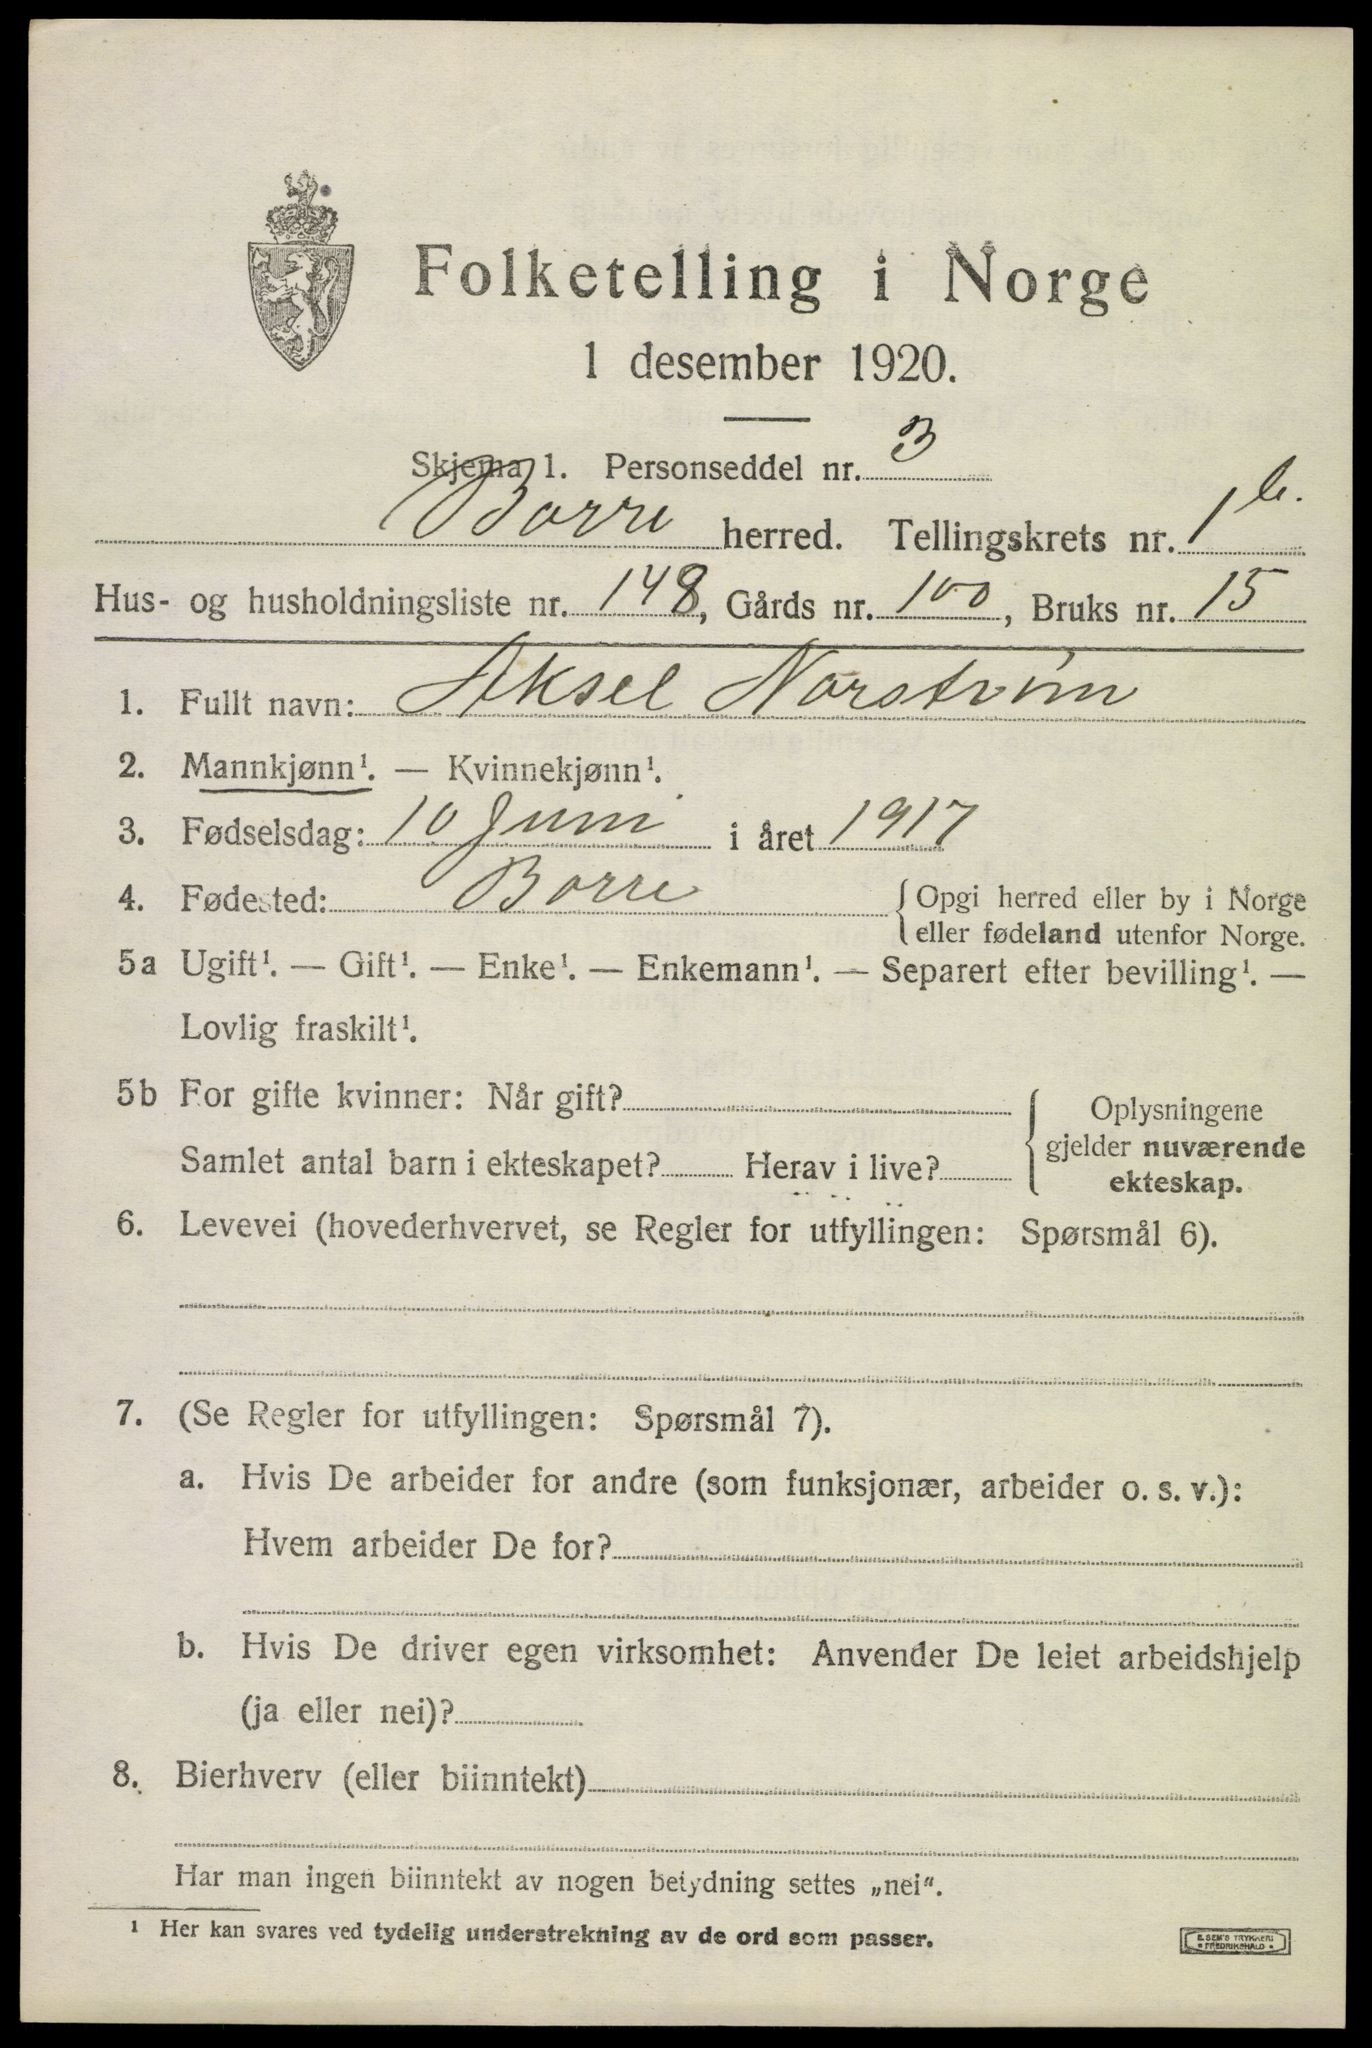 Folketelling i Norge
1 desember 1920.
Skjema 1. Personseddel nr. 3
Borre herred. Tellingskrets nr. 1 b.
Hus- og husholdningsliste nr. 148, Gårds nr. 100, Bruks nr. 15
1. Fullt navn: Aksel Norstrøm
2. Mannkjønn¹. — Kvinnekjønn¹.
3. Fødselsdag: 10 Juni i året 1917
4. Fødested: Borre { Opgi herred eller by i Norge
eller fødeland utenfor Norge.
5a Ugift¹. — Gift¹. — Enke¹. — Enkemann¹. — Separert efter bevilling¹. —
Lovlig fraskilt¹.
5b For gifte kvinner: Når gift?
Samlet antal barn i ekteskapet? Herav i live?
{ Oplysningene
gjelder nuværende
ekteskap.
6. Levevei (hovederhvervet, se Regler for utfyllingen: Spørsmål 6).
7. (Se Regler for utfyllingen: Spørsmål 7).
a. Hvis De arbeider for andre (som funksjonær, arbeider o. s. v.):
Hvem arbeider De for?
b. Hvis De driver egen virksomhet: Anvender De leiet arbeidshjelp
(ja eller nei)?
8. Bierhverv (eller biinntekt)
Har man ingen biinntekt av nogen betydning settes „nei".
¹ Her kan svares ved tydelig understrekning av de ord som passer.
E. SEM'S TRYKKERI
• FREDRIKSHALD •